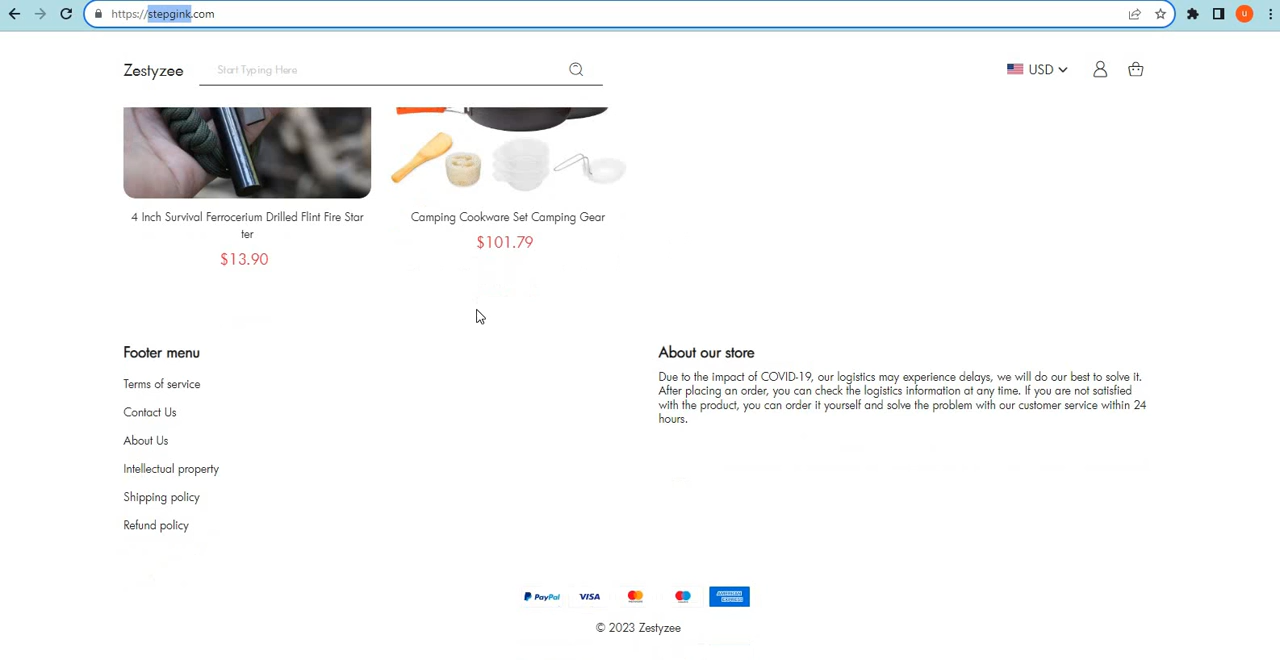 https://stepgink.com
U
Zestyzee
Start Typing Here
USD
4 Inch Survival Ferrocerium Drilled Flint Fire Star
ter
$13.90
Camping Cookware Set Camping Gear
$101.79
Footer menu
Terms of service
Contact Us
About Us
Intellectual property
Shipping policy
Refund policy
About our store
Due to the impact of COVID-19, our logistics may experience delays, we will do our best to solve it.
After placing an order, you can check the logistics information at any time. If you are not satisfied
with the product, you can order it yourself and solve the problem with our customer service within 24
hours.
PayPal VISA AMERICAN EXPRESS
© 2023 Zestyzee